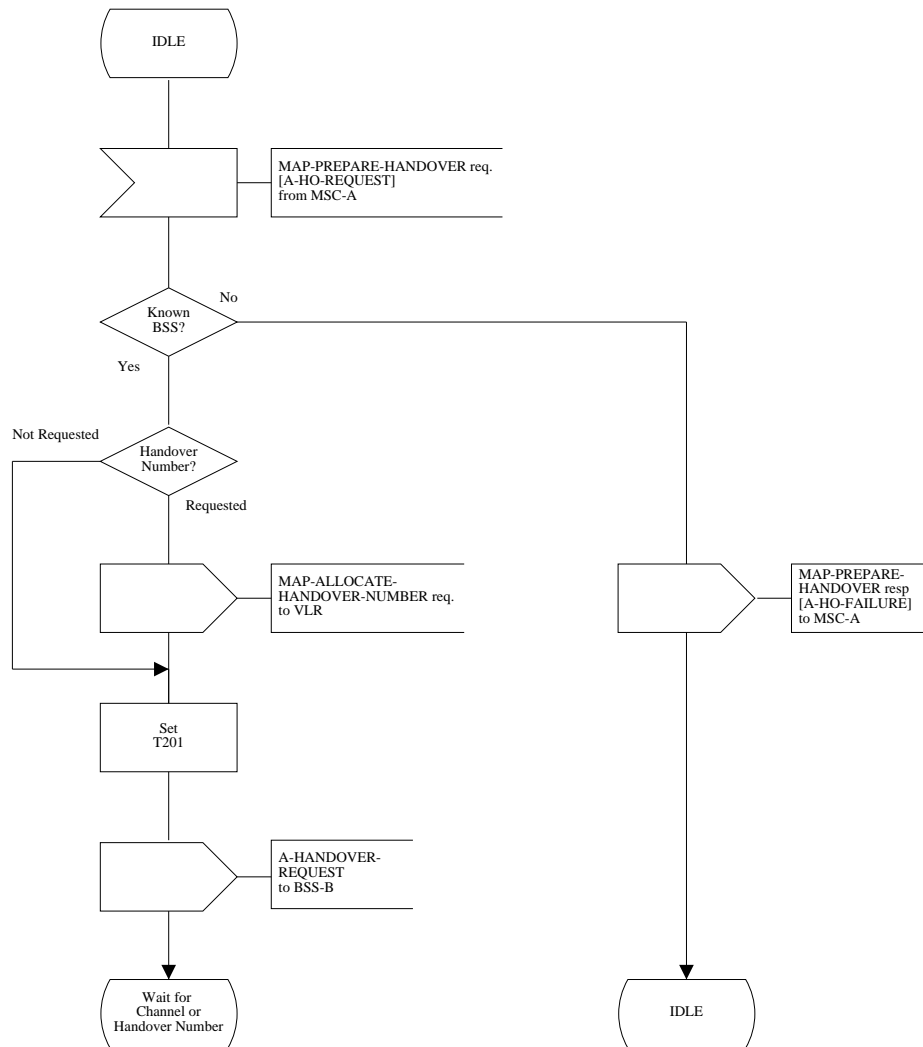 IDLE
MAP-PREPARE-HANDOVER req.
[A-HO-REQUEST]
from MSC-A
No
Known
BSS?
Yes
Not Requested
Handover
Number?
Requested
MAP-ALLOCATE-
HANDOVER-NUMBER req.
to VLR
MAP-PREPARE-
HANDOVER resp
[A-HO-FAILURE]
to MSC-A
Set
T201
A-HANDOVER-
REQUEST
to BSS-B
Wait for
Channel or
Handover Number
IDLE